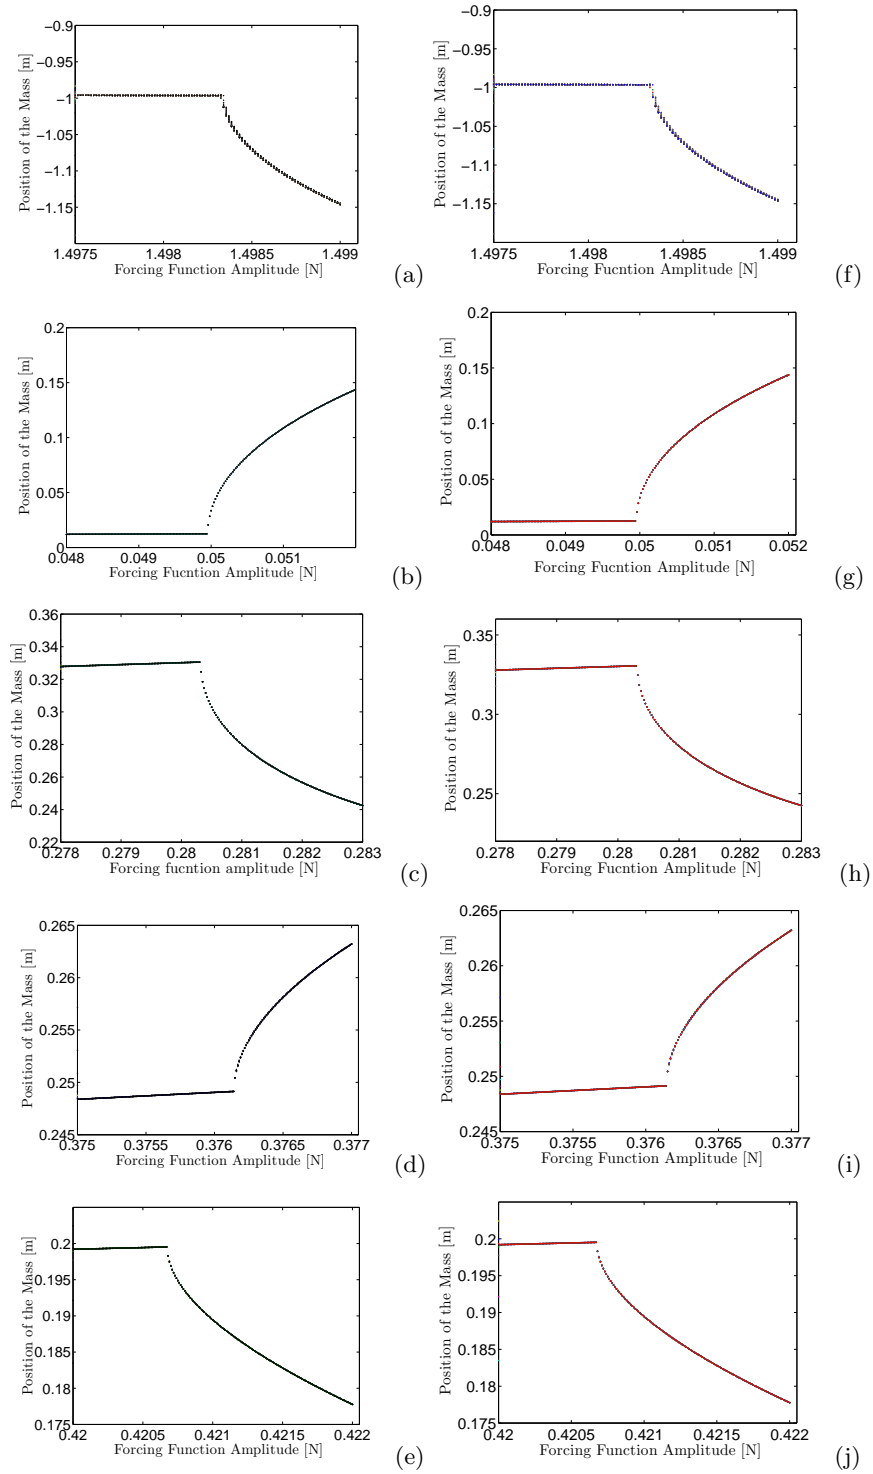 −0.9
−0.95
−1
−1.05
−1.1
−1.15
1.4975 1.498 1.4985 1.499
Position of the Mass [m]
Forcing Function Amplitude [N]
(a)
−0.9
−0.95
−1
−1.05
−1.1
−1.15
1.4975 1.498 1.4985 1.499
Position of the Mass [m]
Forcing Fucntion Amplitude [N]
(f)
0.2
0.15
0.1
0.05
0
0.048 0.049 0.05 0.051
Position of the Mass [m]
Forcing Fucntion Amplitude [N]
(b)
0.2
0.15
0.1
0.05
0
0.048 0.049 0.05 0.051 0.052
Position of the Mass [m]
Forcing Fucntion Amplitude [N]
(g)
0.36
0.34
0.32
0.3
0.28
0.26
0.24
0.22
0.278 0.279 0.28 0.281 0.282 0.283
Position of the Mass [m]
Forcing fucntion amplitude [N]
(c)
0.35
0.3
0.25
0.278 0.279 0.28 0.281 0.282 0.283
Position of the Mass [m]
Forcing Fucntion Amplitude [N]
(h)
0.265
0.26
0.255
0.25
0.245
0.375 0.3755 0.376 0.3765 0.377
Position of the Mass [m]
Forcing Function Amplitude [N]
(d)
0.265
0.26
0.255
0.25
0.245
0.375 0.3755 0.376 0.3765 0.377
Position of the Mass [m]
Forcing Function Amplitude [N]
(i)
0.2
0.195
0.19
0.185
0.18
0.175
0.42 0.4205 0.421 0.4215 0.422
Position of the Mass [m]
Forcing Function Amplitude [N]
(e)
0.2
0.195
0.19
0.185
0.18
0.175
0.42 0.4205 0.421 0.4215 0.422
Position of the Mass [m]
Forcing Function Amplitude [N]
(j)